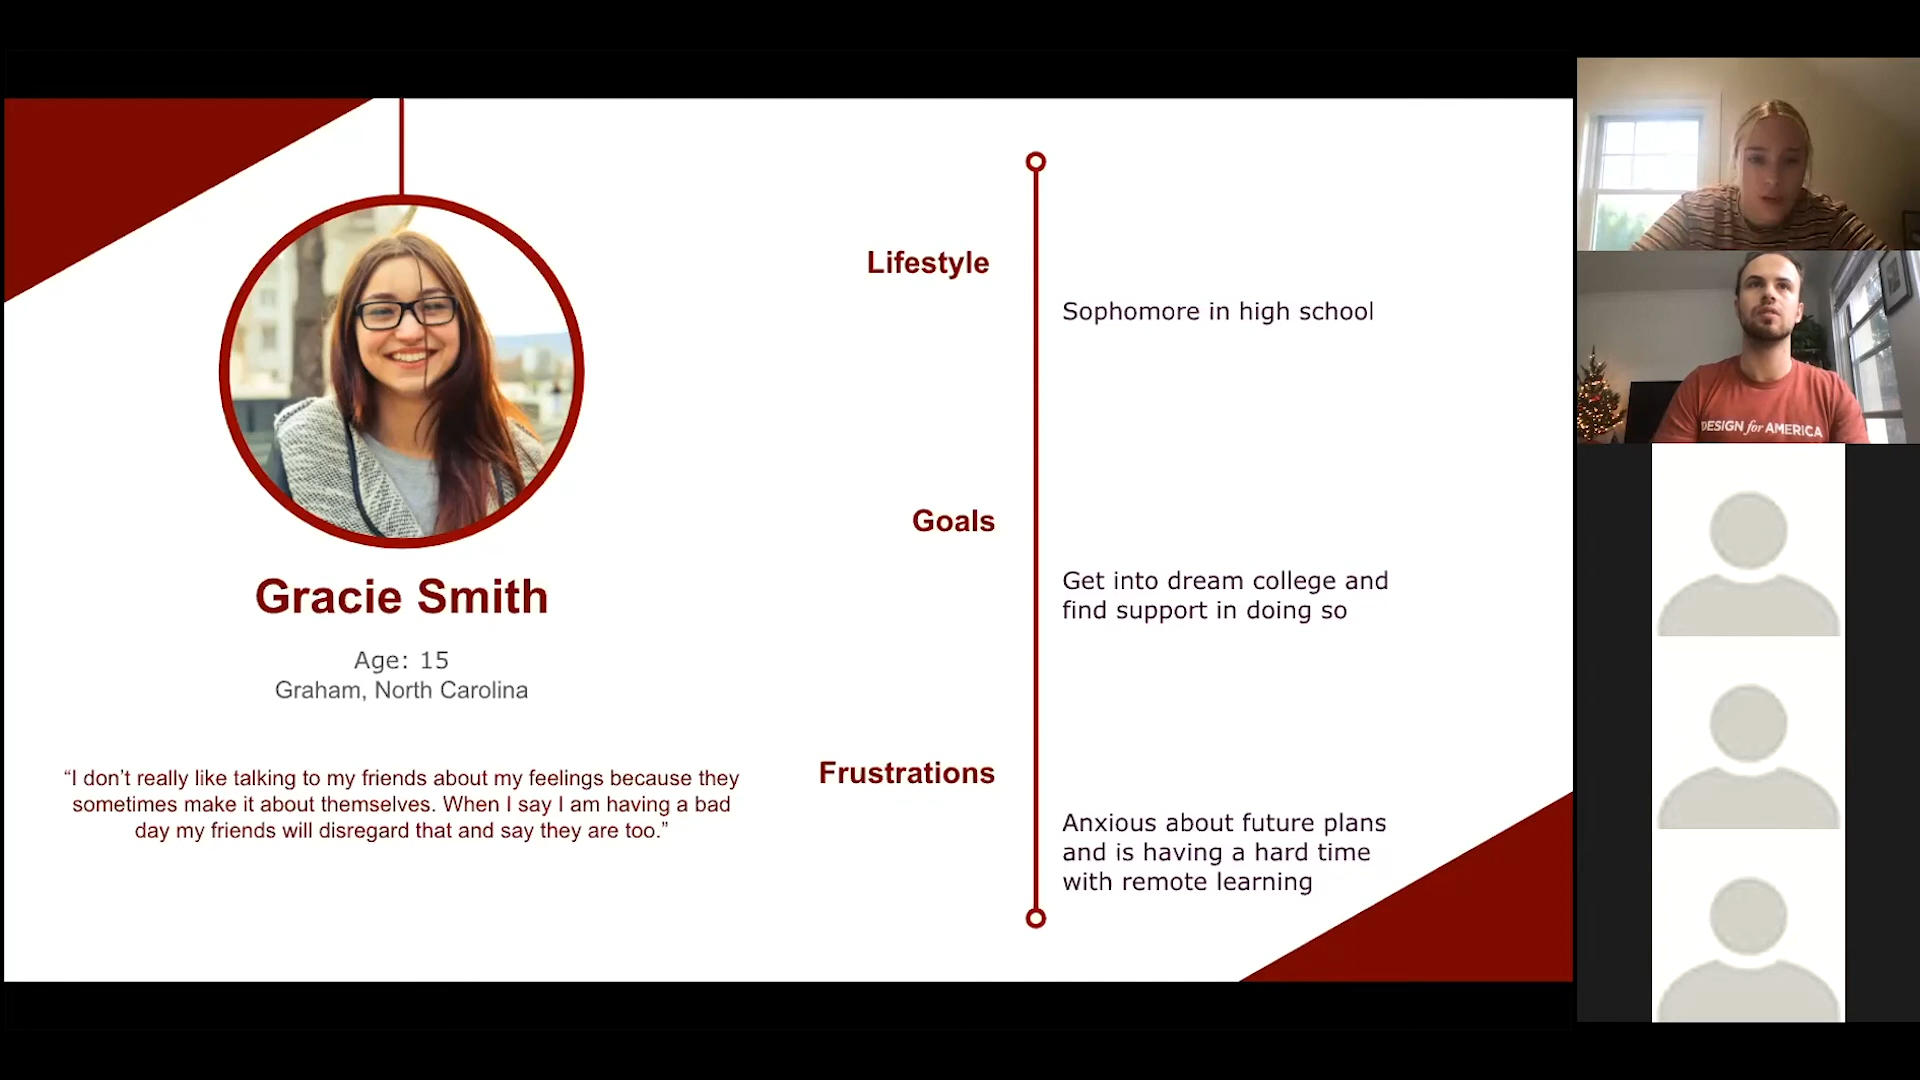 Gracie Smith
Age: 15
Graham, North Carolina
“I don’t really like talking to my friends about my feelings because they
sometimes make it about themselves. When I say I am having a bad
day my friends will disregard that and say they are too.”
Lifestyle
Sophomore in high school
Goals
Get into dream college and
find support in doing so
Frustrations
Anxious about future plans
and is having a hard time
with remote learning
DESIGN for AMERICA